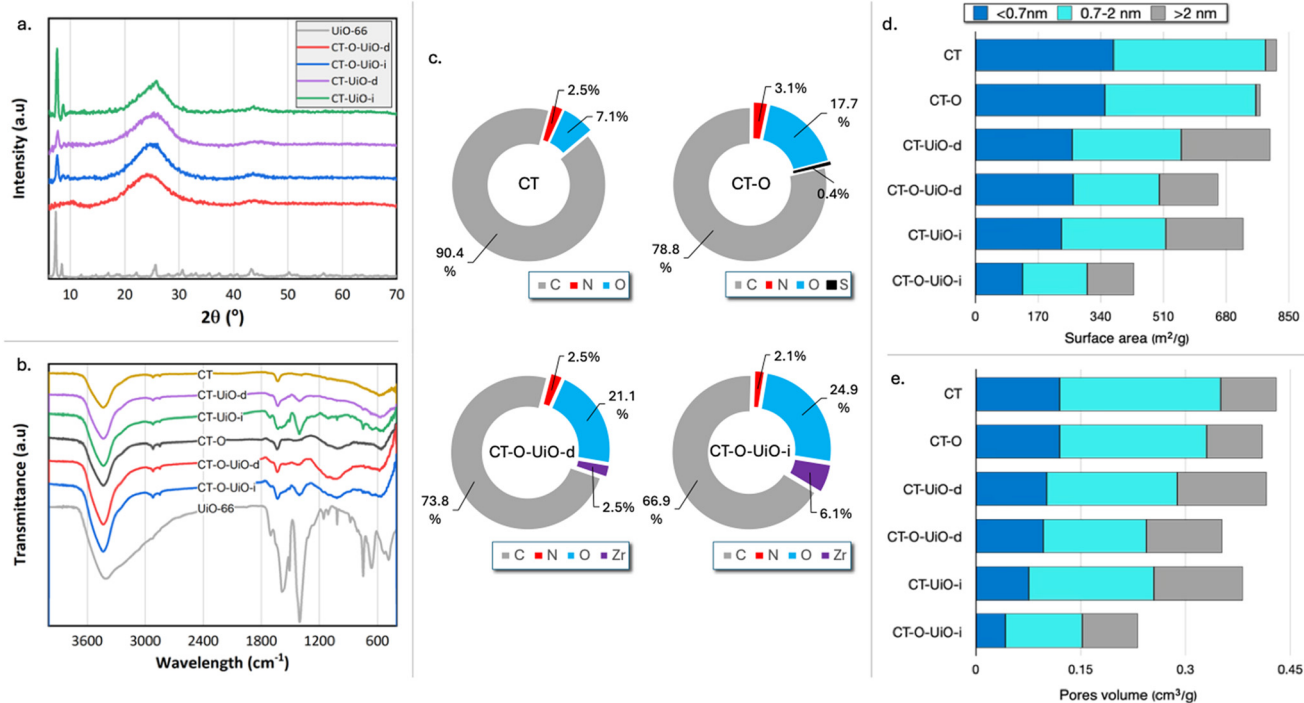 a.
UiO-66
CT-O-UiO-d
CT-O-UiO-i
CT-UiO-d
CT-UiO-i
Intensity (a.u)
10 20 30 40 50 60 70
2θ (°)
b.
CT
CT-UiO-d
CT-UiO-i
CT-O
CT-O-UiO-d
CT-O-UiO-i
UiO-66
Transmittance (a.u)
3600 3000 2400 1800 1200 600
Wavelength (cm⁻¹)
c.
2.5%
7.1%
CT
90.4
%
C N O
3.1%
17.7
%
CT-O
0.4%
78.8
%
C N O S
2.5%
21.1
%
CT-O-UiO-d
73.8
%
2.5%
C N O Zr
2.1%
24.9
%
CT-O-UiO-i
66.9
%
6.1%
C N O Zr
<0.7nm 0.7-2 nm >2 nm
d.
CT
CT-O
CT-UiO-d
CT-O-UiO-d
CT-UiO-i
CT-O-UiO-i
0 170 340 510 680 850
Surface area (m²/g)
e.
CT
CT-O
CT-UiO-d
CT-O-UiO-d
CT-UiO-i
CT-O-UiO-i
0 0.15 0.3 0.45
Pores volume (cm³/g)